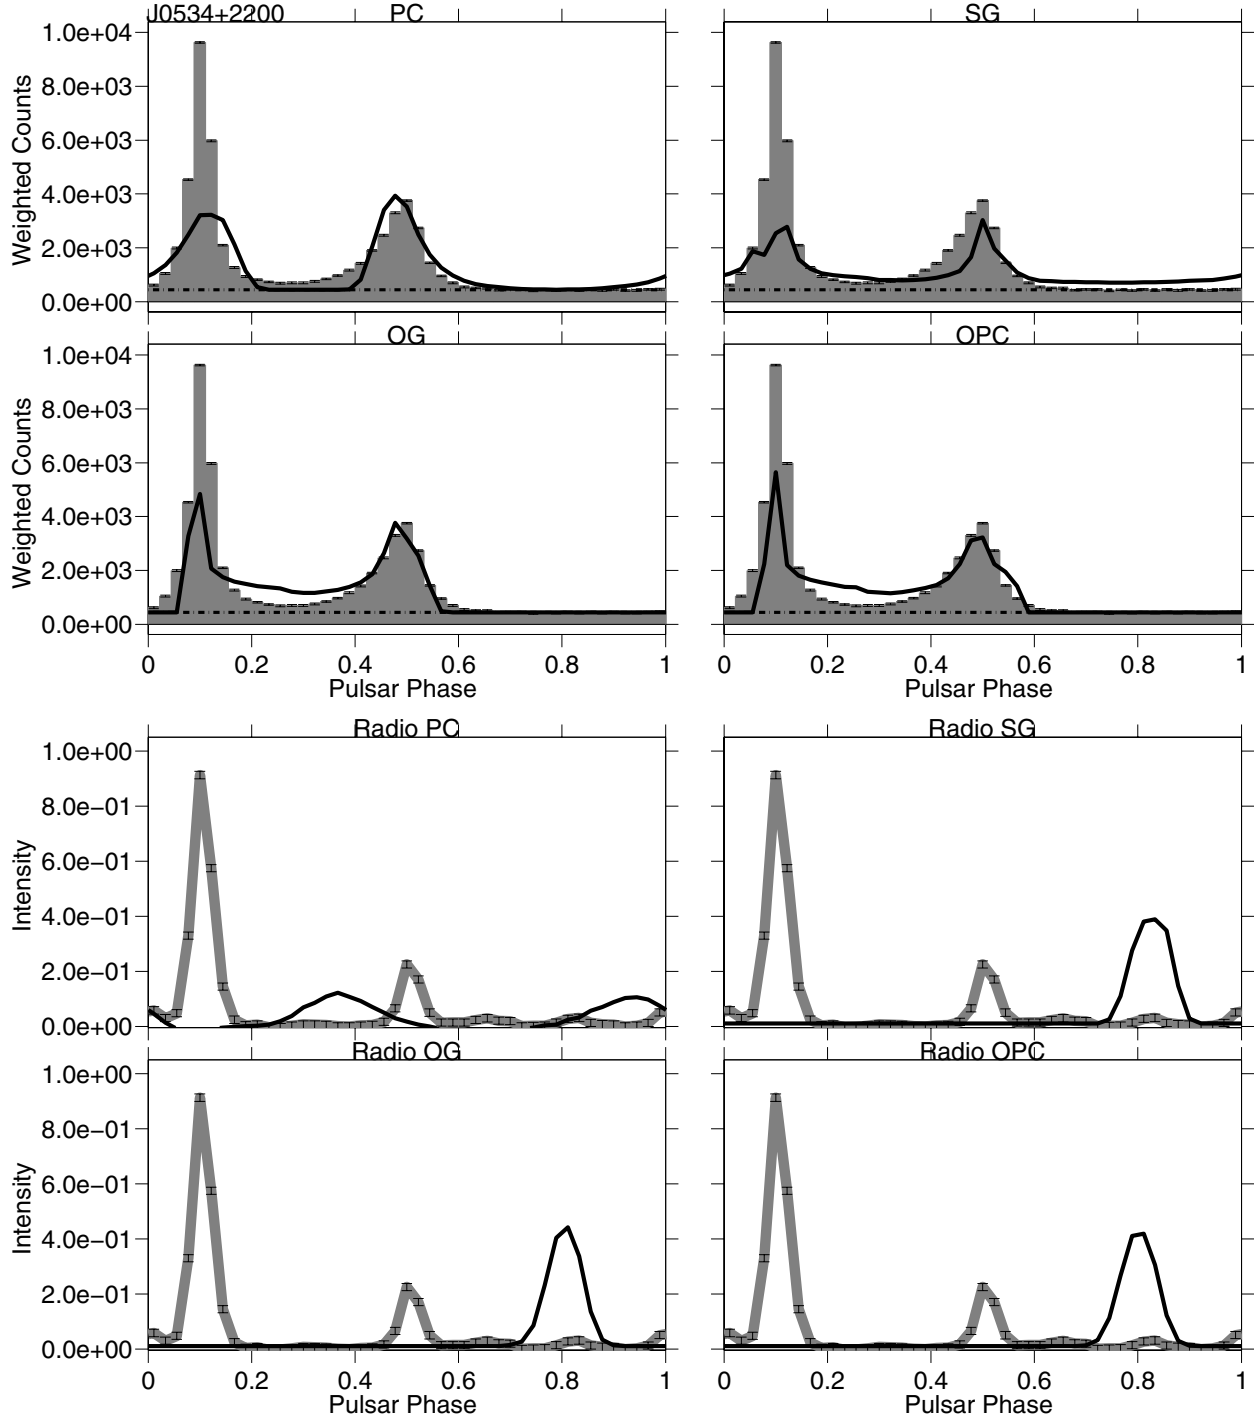 J0534+2200 PC SG
1.0e+04
8.0e+03
6.0e+03
4.0e+03
2.0e+03
0.0e+00
Weighted Counts
OG OPC
1.0e+04
8.0e+03
6.0e+03
4.0e+03
2.0e+03
0.0e+00
Weighted Counts
0 0.2 0.4 0.6 0.8 1 0 0.2 0.4 0.6 0.8 1
Pulsar Phase Pulsar Phase
Radio PC Radio SG
1.0e+00
8.0e−01
6.0e−01
4.0e−01
2.0e−01
0.0e+00
Intensity
Radio OG Radio OPC
1.0e+00
8.0e−01
6.0e−01
4.0e−01
2.0e−01
0.0e+00
Intensity
0 0.2 0.4 0.6 0.8 1 0 0.2 0.4 0.6 0.8 1
Pulsar Phase Pulsar Phase